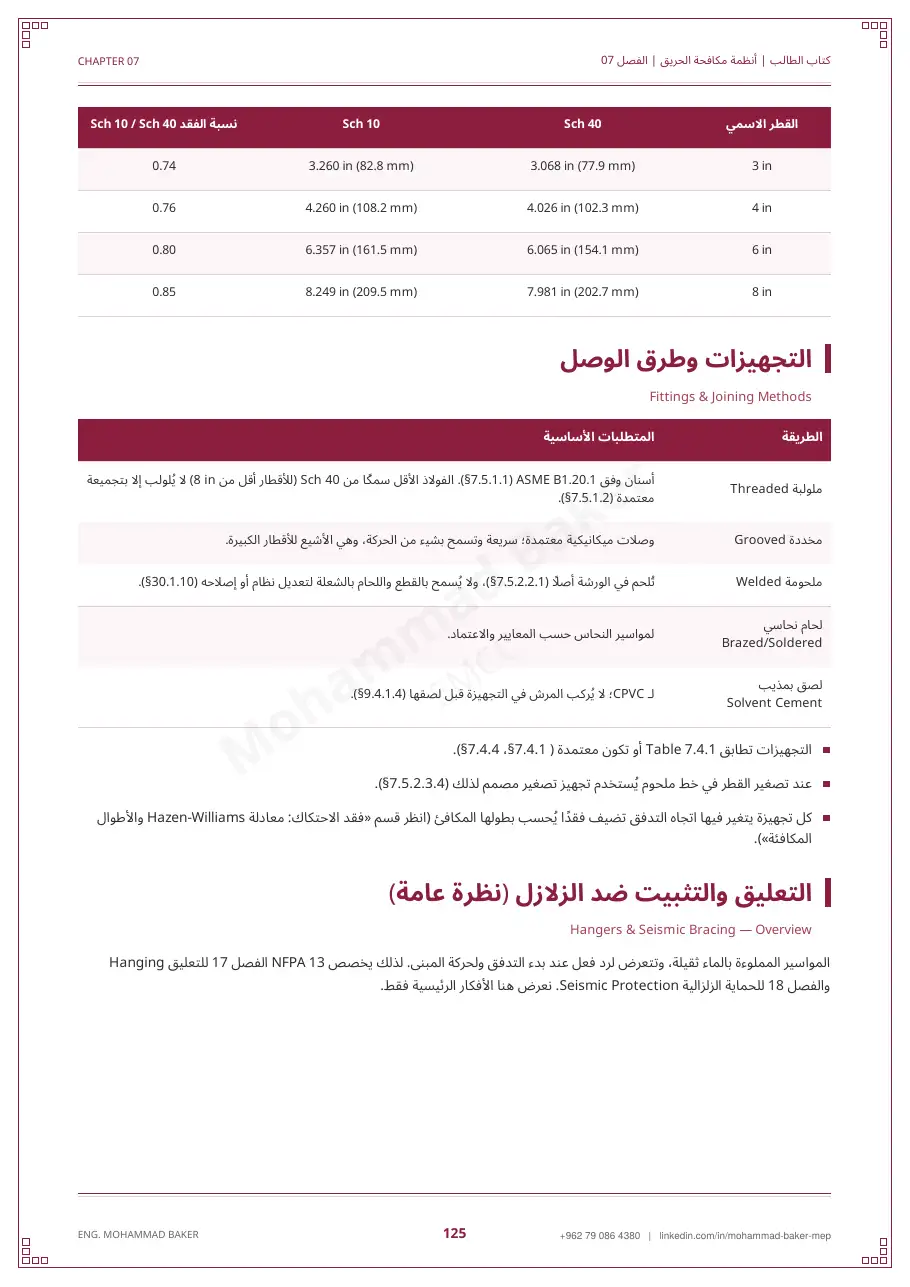 كتاب الطالب | أنظمة مكافحة الحريق | الفصل 07
CHAPTER 07
القطر الاسمي Sch 40 Sch 10 نسبة الفقد Sch 10 / Sch 40
3 in 3.068 in (77.9 mm) 3.260 in (82.8 mm) 0.74
4 in 4.026 in (102.3 mm) 4.260 in (108.2 mm) 0.76
6 in 6.065 in (154.1 mm) 6.357 in (161.5 mm) 0.80
8 in 7.981 in (202.7 mm) 8.249 in (209.5 mm) 0.85
التجهيزات وطرق الوصل
Fittings & Joining Methods
الطريقة المتطلبات الأساسية
ملولبة Threaded أسنان وفق ASME B1.20.1 (§7.5.1.1). الفولاذ الأقل سمكًا من Sch 40 (للأقطار أقل من 8 in) لا يُلولب إلا بتجميعة
معتمدة (§7.5.1.2).
مخددة Grooved وصلات ميكانيكية معتمدة؛ سريعة وتسمح بشيء من الحركة، وهي الأشيع للأقطار الكبيرة.
ملحومة Welded تُلحم في الورشة أصلًا (§7.5.2.2.1)، ولا يُسمح بالقطع واللحام بالشعلة لتعديل نظام أو إصلاحه (§30.1.10).
لحام نحاسي
Brazed/Soldered لمواسير النحاس حسب المعايير والاعتماد.
لصق بمذيب
Solvent Cement لـ CPVC؛ لا يُركب المرش في التجهيزة قبل لصقها (§9.4.1.4).
التجهيزات تطابق Table 7.4.1 أو تكون معتمدة ( §7.4.1، §7.4.4).
عند تصغير القطر في خط ملحوم يُستخدم تجهيز تصغير مصمم لذلك (§7.5.2.3.4).
كل تجهيزة يتغير فيها اتجاه التدفق تضيف فقدًا يُحسب بطولها المكافئ (انظر قسم «فقد الاحتكاك: معادلة Hazen-Williams والأطوال
المكافئة»).
التعليق والتثبيت ضد الزلازل (نظرة عامة)
Hangers & Seismic Bracing — Overview
المواسير المملوءة بالماء ثقيلة، وتتعرض لرد فعل عند بدء التدفق ولحركة المبنى. لذلك يخصص NFPA 13 الفصل 17 للتعليق Hanging
والفصل 18 للحماية الزلزالية Seismic Protection. نعرض هنا الأفكار الرئيسية فقط.
Mohammad Baker
ENG. MOHAMMAD BAKER
125
+962 79 086 4380 | linkedin.com/in/mohammad-baker-mep